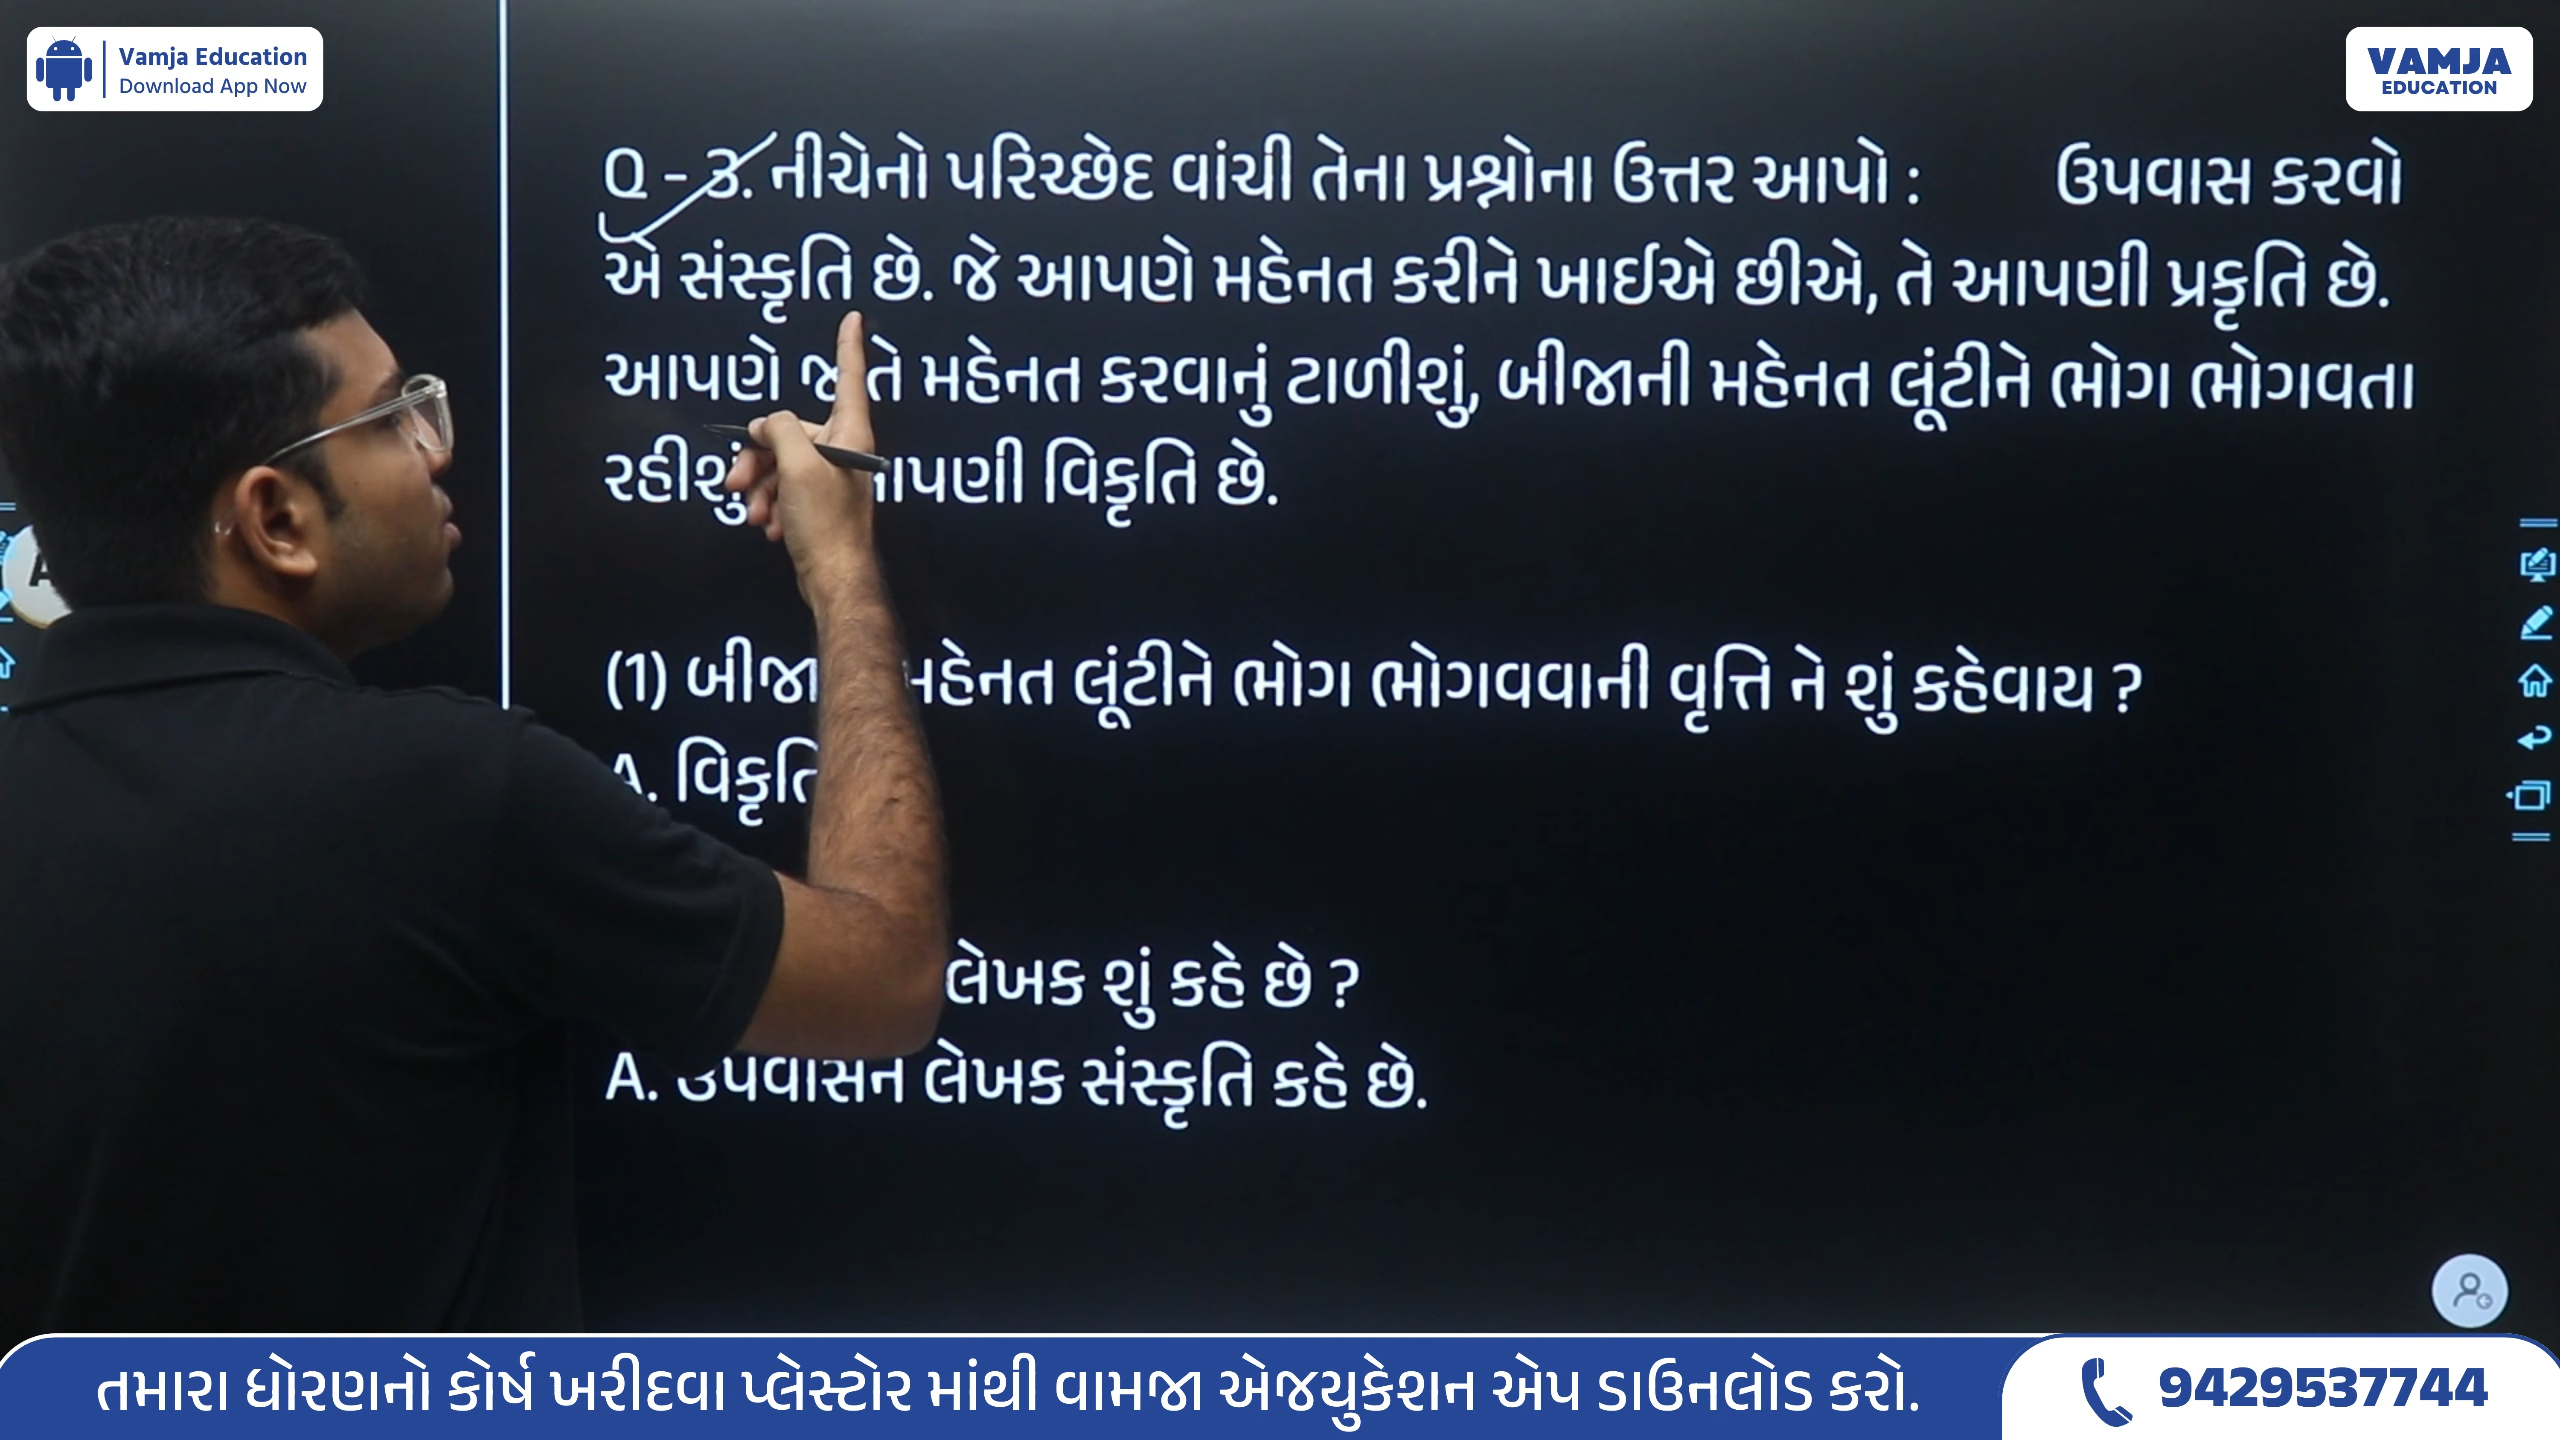 Vamja Education
Download App Now
VAMJA
EDUCATION
Q - ૩. નીચેનો પરિચ્છેદ વાંચી તેના પ્રશ્નોના ઉત્તર આપો : ઉપવાસ કરવો
એ સંસ્કૃતિ છે. જે આપણે મહેનત કરીને ખાઈએ છીએ, તે આપણી પ્રકૃતિ છે.
આપણે જાતે મહેનત કરવાનું ટાળીશું, બીજાની મહેનત લૂંટીને ભોગ ભોગવતા
રહીશું આપણી વિકૃતિ છે.
(1) બીજા મહેનત લૂંટીને ભોગ ભોગવવાની વૃત્તિ ને શું કહેવાય ?
A. વિકૃતિ
લેખક શું કહે છે ?
A. ઉપવાસને લેખક સંસ્કૃતિ કહે છે.
તમારા ધોરણનો કોર્ષ ખરીદવા પ્લેસ્ટોર માંથી વામજા એજયુકેશન એપ ડાઉનલોડ કરો.
9429537744